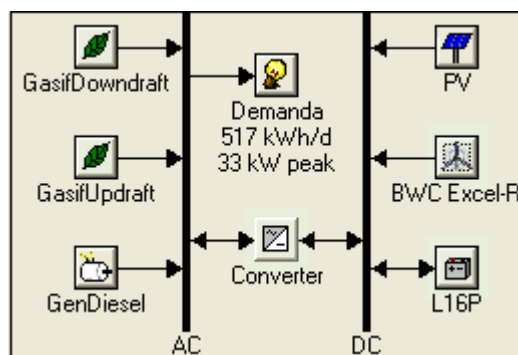 GasifDowndraft
Demanda
517 kWh/d
33 kW peak
PV
GasifUpdraft
BWC Excel-R
GenDiesel
Converter
L16P
AC
DC